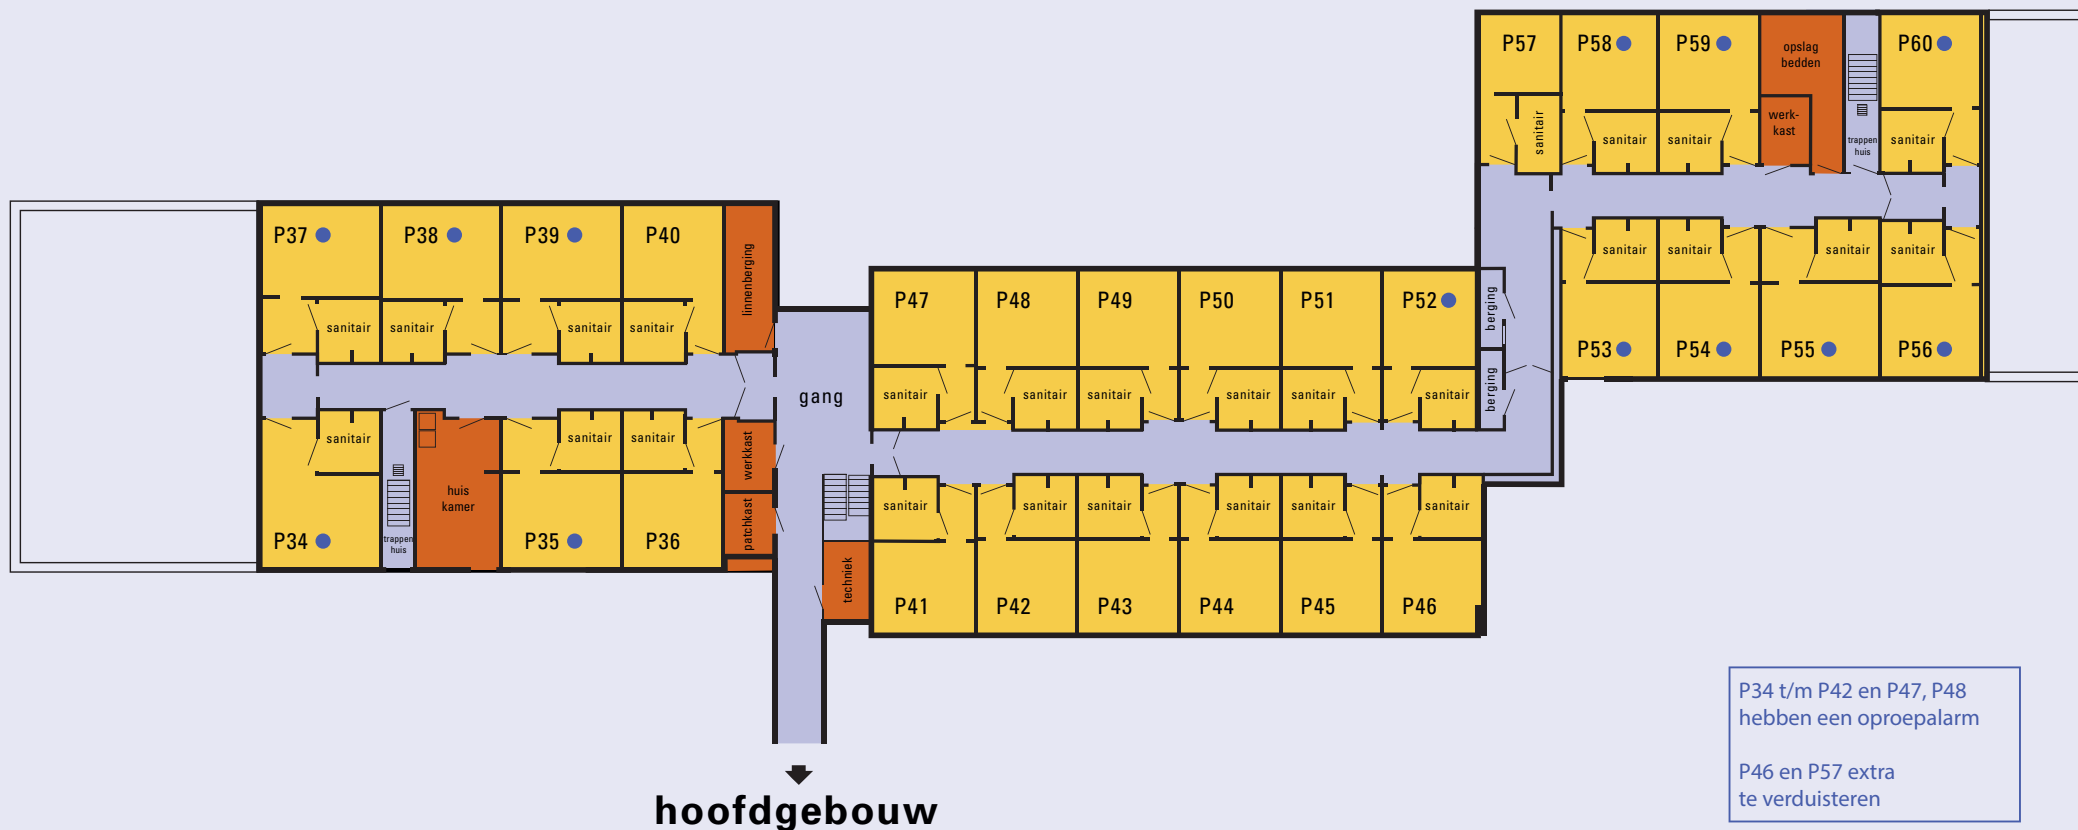 P57
P58
P59
opslag
bedden
P60
werk-
kast
trappen
huis
sanitair
sanitair
sanitair
sanitair
sanitair
sanitair
sanitair
sanitair
P53
P54
P55
P56
P37
P38
P39
P40
linnenberging
sanitair
sanitair
sanitair
sanitair
sanitair
sanitair
sanitair
huis
kamer
trappen
huis
P34
P35
P36
werkkast
patchkast
gang
techniek
P47
P48
P49
P50
P51
P52
berging
berging
sanitair
sanitair
sanitair
sanitair
sanitair
sanitair
sanitair
sanitair
sanitair
sanitair
sanitair
sanitair
P41
P42
P43
P44
P45
P46
P34 t/m P42 en P47, P48
hebben een oproepalarm
P46 en P57 extra
te verduisteren
hoofdgebouw